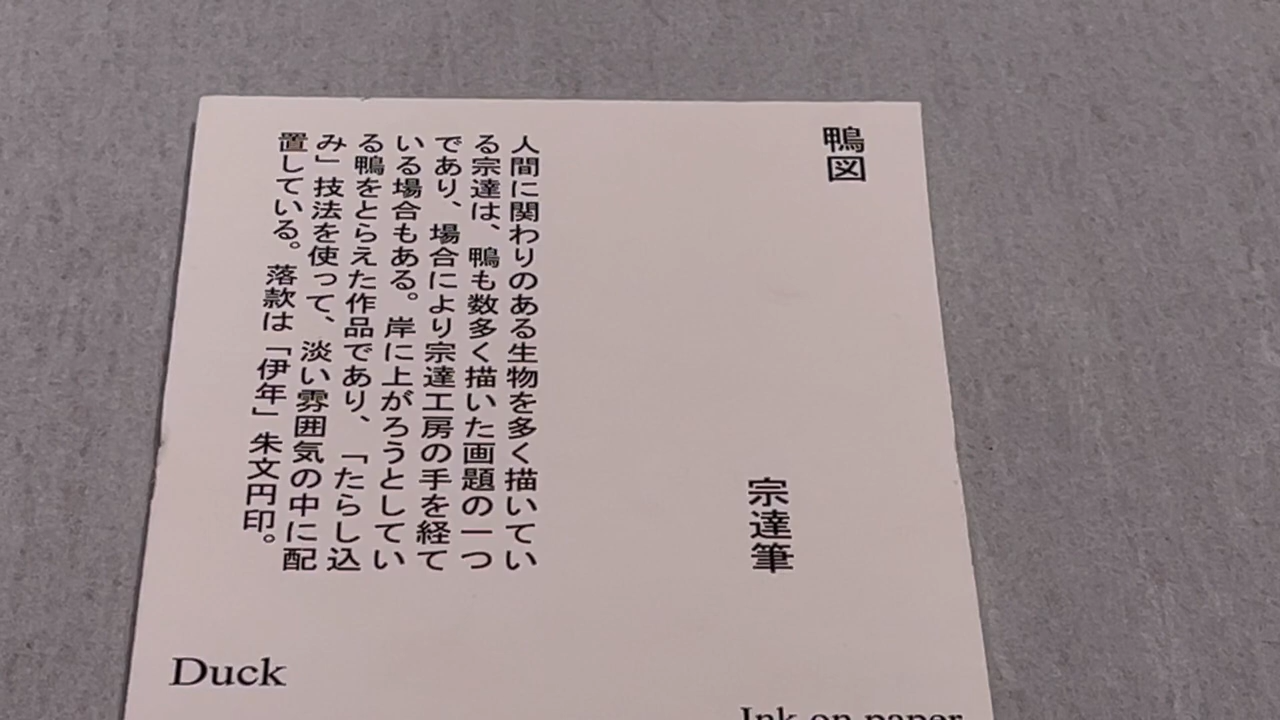 鴨図
宗達筆
人間に関わりのある生物を多く描いてい
る宗達は、鴨も数多く描いた画題の一つ
であり、場合により宗達工房の手を経て
いる場合もある。岸に上がろうとしてい
る鴨をとらえた作品であり、「たらし込
み」技法を使って、淡い雰囲気の中に配
置している。落款は「伊年」朱文円印。
Duck
Ink on paper